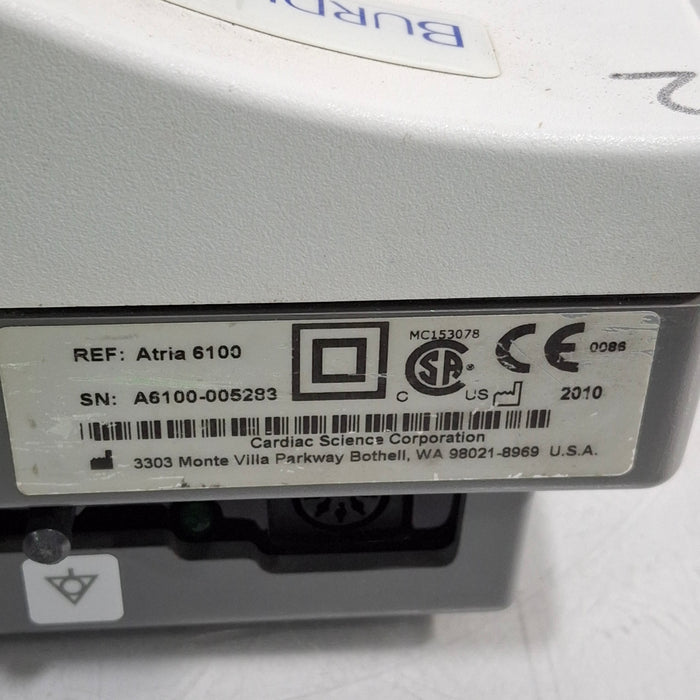 BURD
2
REF: Atria 6100
MC153078
0086
SN: A6100-005283
C
US
2010
Cardiac Science Corporation
3303 Monte Villa Parkway Bothell, WA 98021-8969 U.S.A.